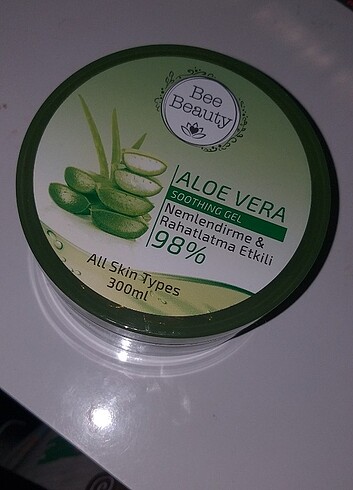 Bee
Beauty
ALOE VERA
SOOTHING GEL
Nemlendirme &
Rahatlatma Etkili
98%
All Skin Types
300ml